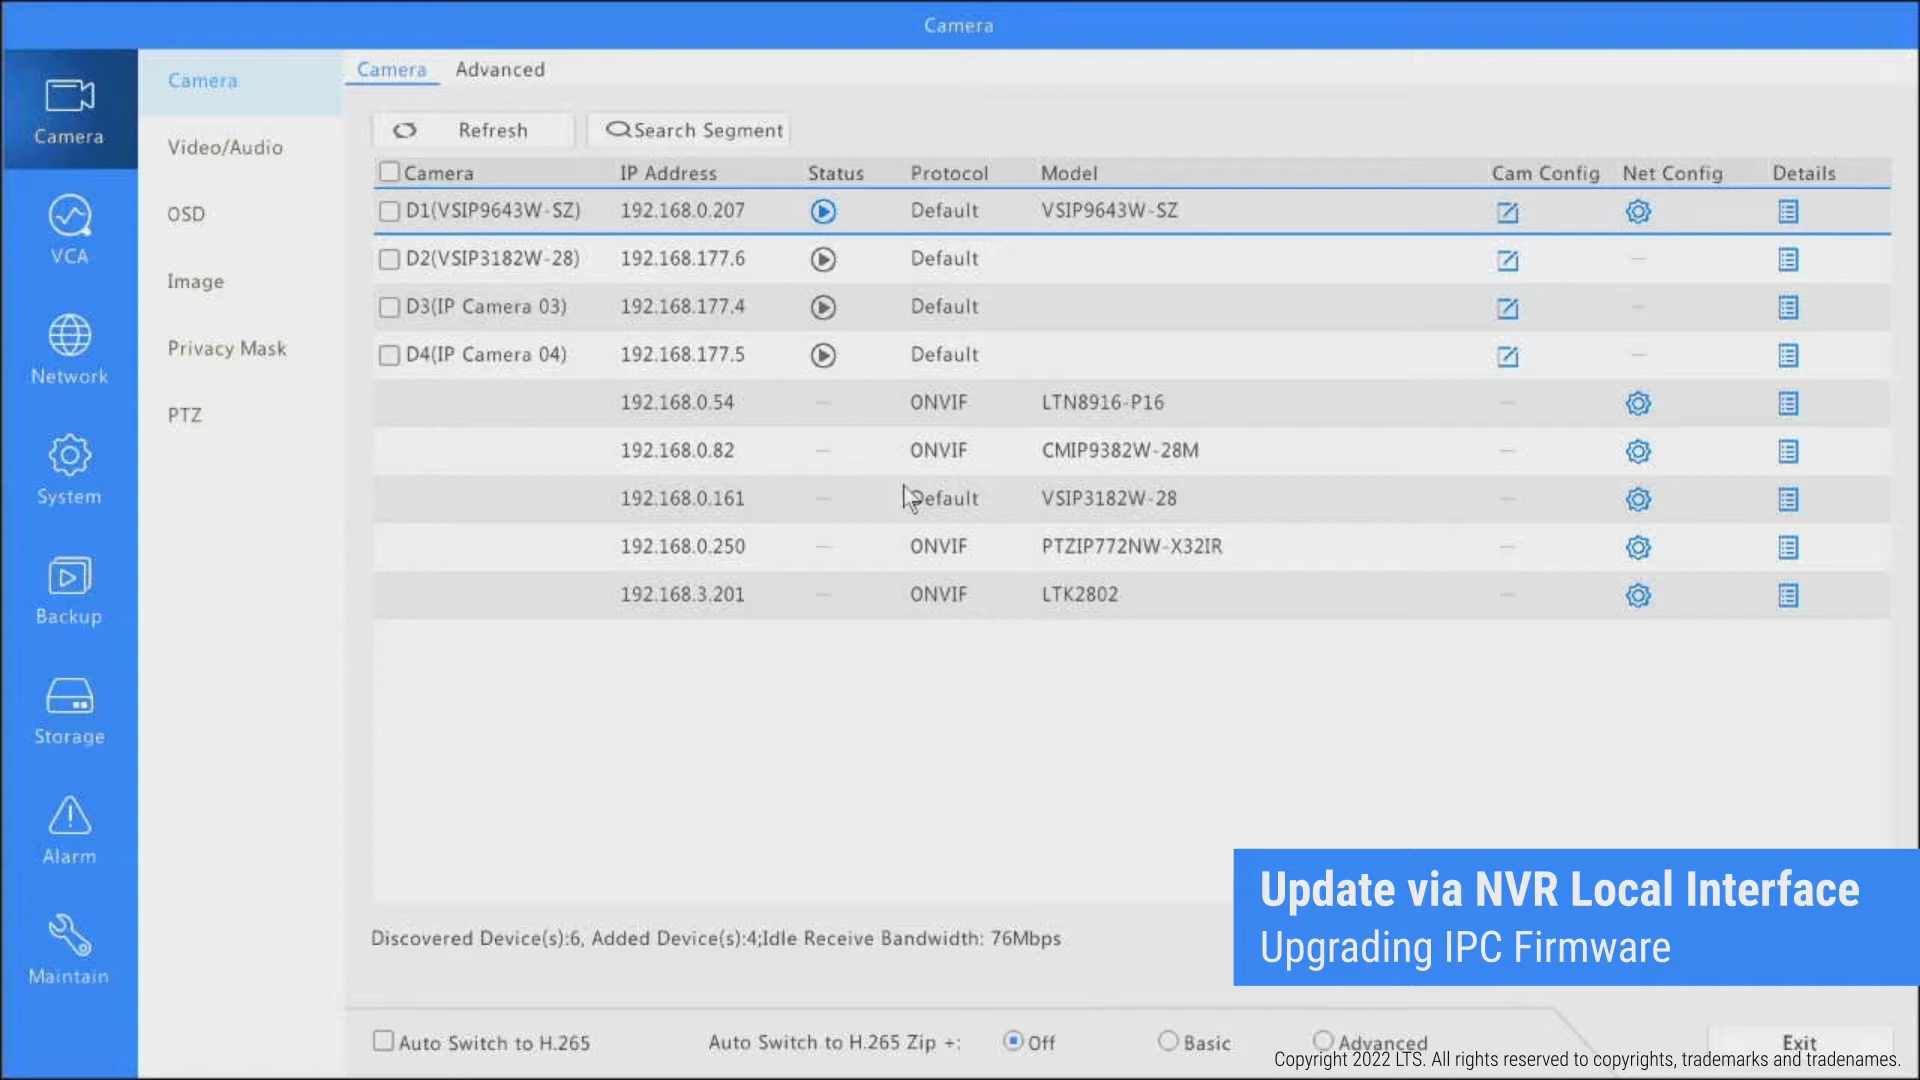 Camera
Camera
VCA
Network
System
Backup
Storage
Alarm
Maintain
Camera
Video/Audio
OSD
Image
Privacy Mask
PTZ
Camera Advanced
Refresh Search Segment
Camera IP Address Status Protocol Model Cam Config Net Config Details
D1(VSIP9643W-SZ) 192.168.0.207 Default VSIP9643W-SZ
D2(VSIP3182W-28) 192.168.177.6 Default —
D3(IP Camera 03) 192.168.177.4 Default —
D4(IP Camera 04) 192.168.177.5 Default —
192.168.0.54 — ONVIF LTN8916-P16 —
192.168.0.82 — ONVIF CMIP9382W-28M —
192.168.0.161 — Default VSIP3182W-28 —
192.168.0.250 — ONVIF PTZIP772NW-X32IR —
192.168.3.201 — ONVIF LTK2802 —
Discovered Device(s):6, Added Device(s):4;Idle Receive Bandwidth: 76Mbps
Update via NVR Local Interface
Upgrading IPC Firmware
Auto Switch to H.265 Auto Switch to H.265 Zip +: Off Basic Advanced Exit
Copyright 2022 LTS. All rights reserved to copyrights, trademarks and tradenames.